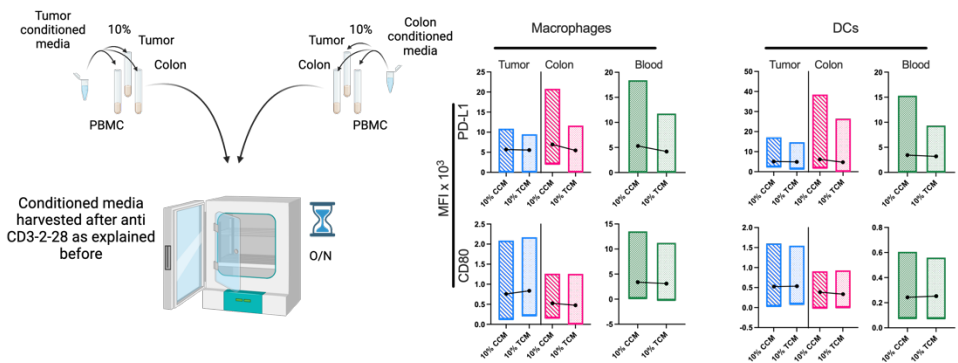 Tumor
conditioned
media
10%
Tumor
Colon
PBMC
Colon
conditioned
media
10%
Tumor
Colon
PBMC
Conditioned media
harvested after anti
CD3-2-28 as explained
before
O/N
Macrophages
DCs
Tumor Colon Blood
Tumor Colon Blood
MFI x 10³
PD-L1
25
20
15
10
5
0
20
15
10
5
0
50
40
30
20
10
0
20
15
10
5
0
10% CCM
10% TCM
10% CCM
10% TCM
10% CCM
10% TCM
10% CCM
10% TCM
10% CCM
10% TCM
10% CCM
10% TCM
CD80
2.5
2.0
1.5
1.0
0.5
0.0
15
10
5
0
-5
2.0
1.5
1.0
0.5
0.0
-0.5
0.8
0.6
0.4
0.2
0.0
10% CCM
10% TCM
10% CCM
10% TCM
10% CCM
10% TCM
10% CCM
10% TCM
10% CCM
10% TCM
10% CCM
10% TCM